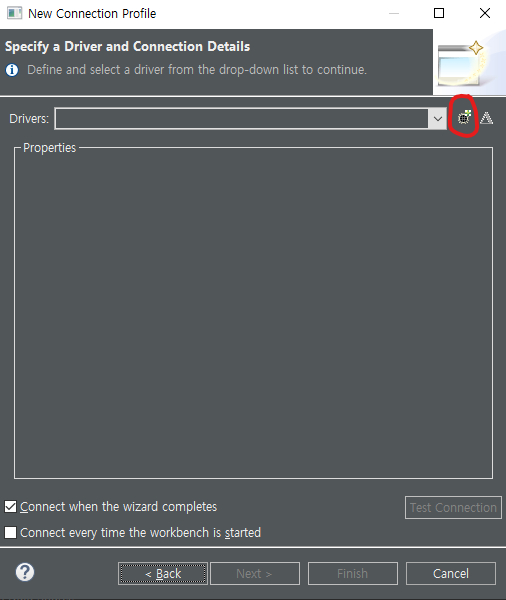 New Connection Profile
Specify a Driver and Connection Details
Define and select a driver from the drop-down list to continue.
Drivers:
Properties
Connect when the wizard completes
Test Connection
Connect every time the workbench is started
< Back
Next >
Finish
Cancel